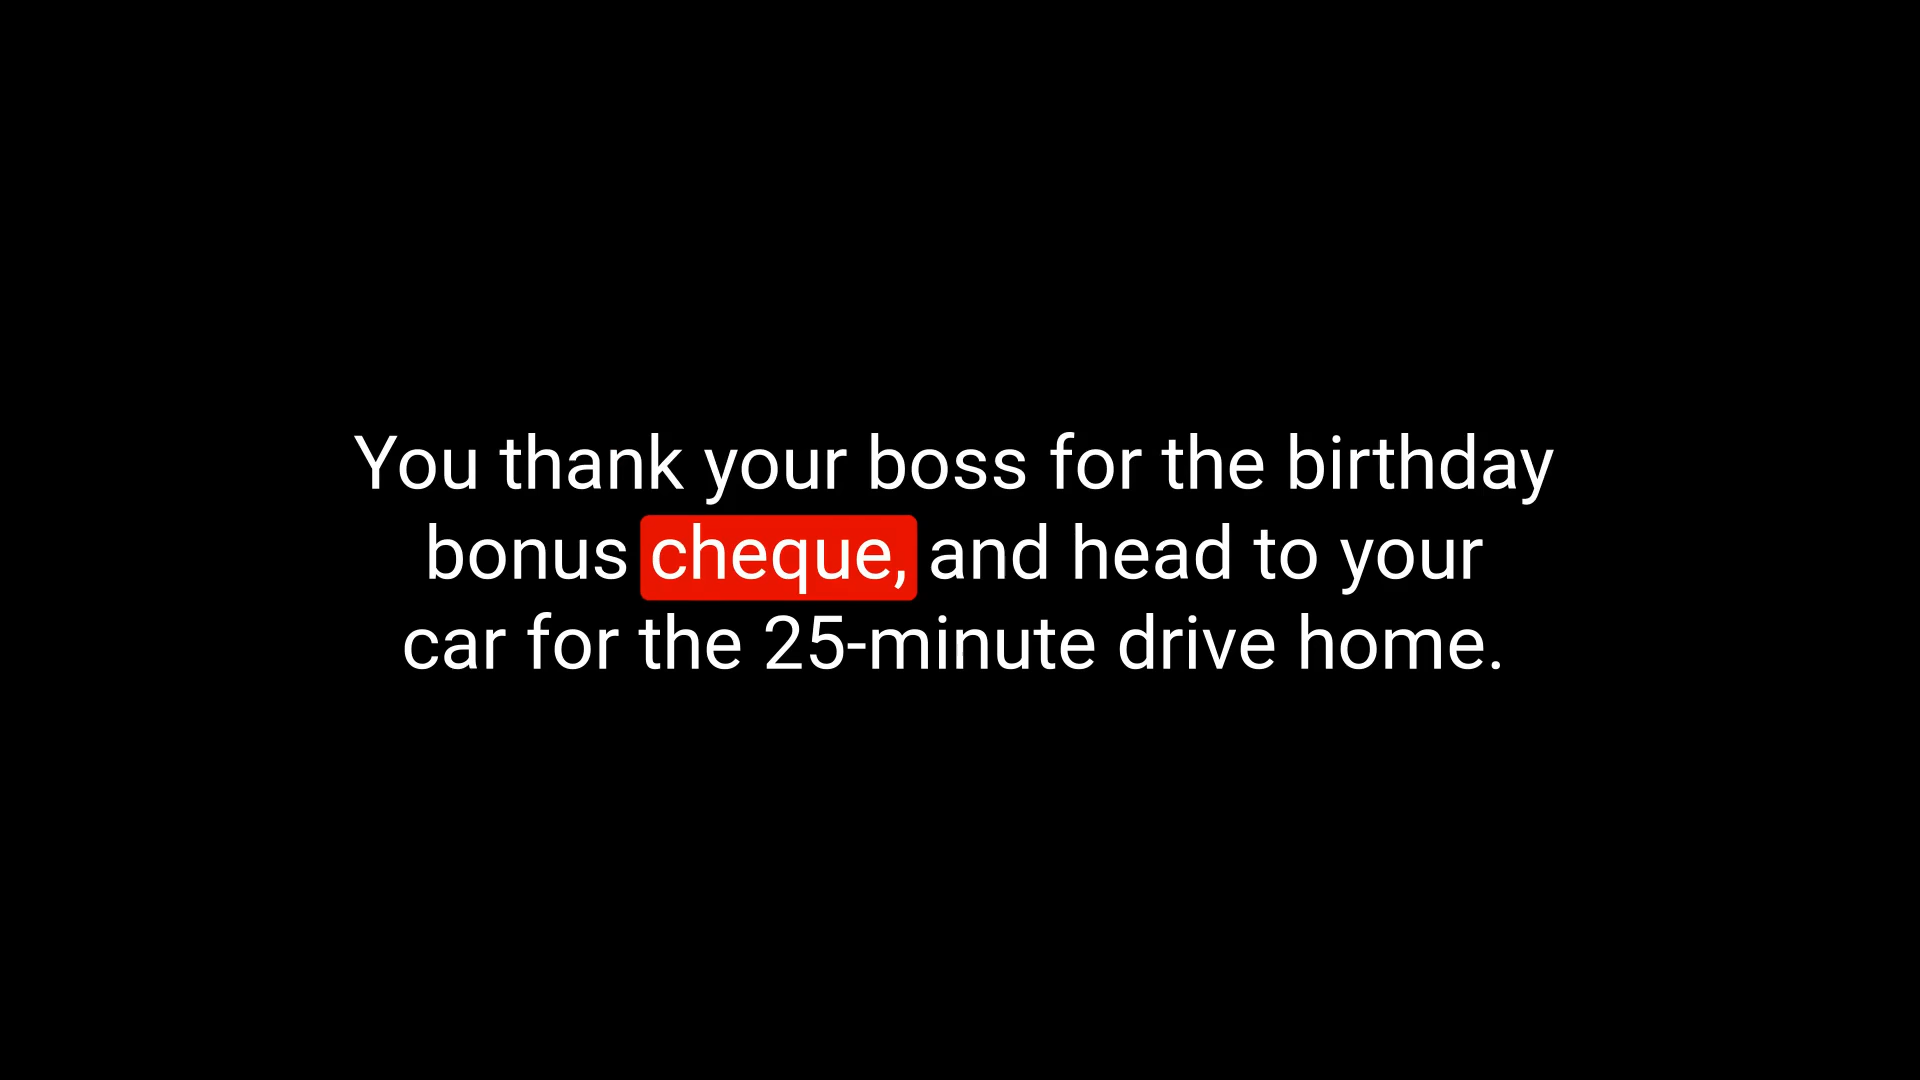 You thank your boss for the birthday
bonus cheque, and head to your
car for the 25-minute drive home.